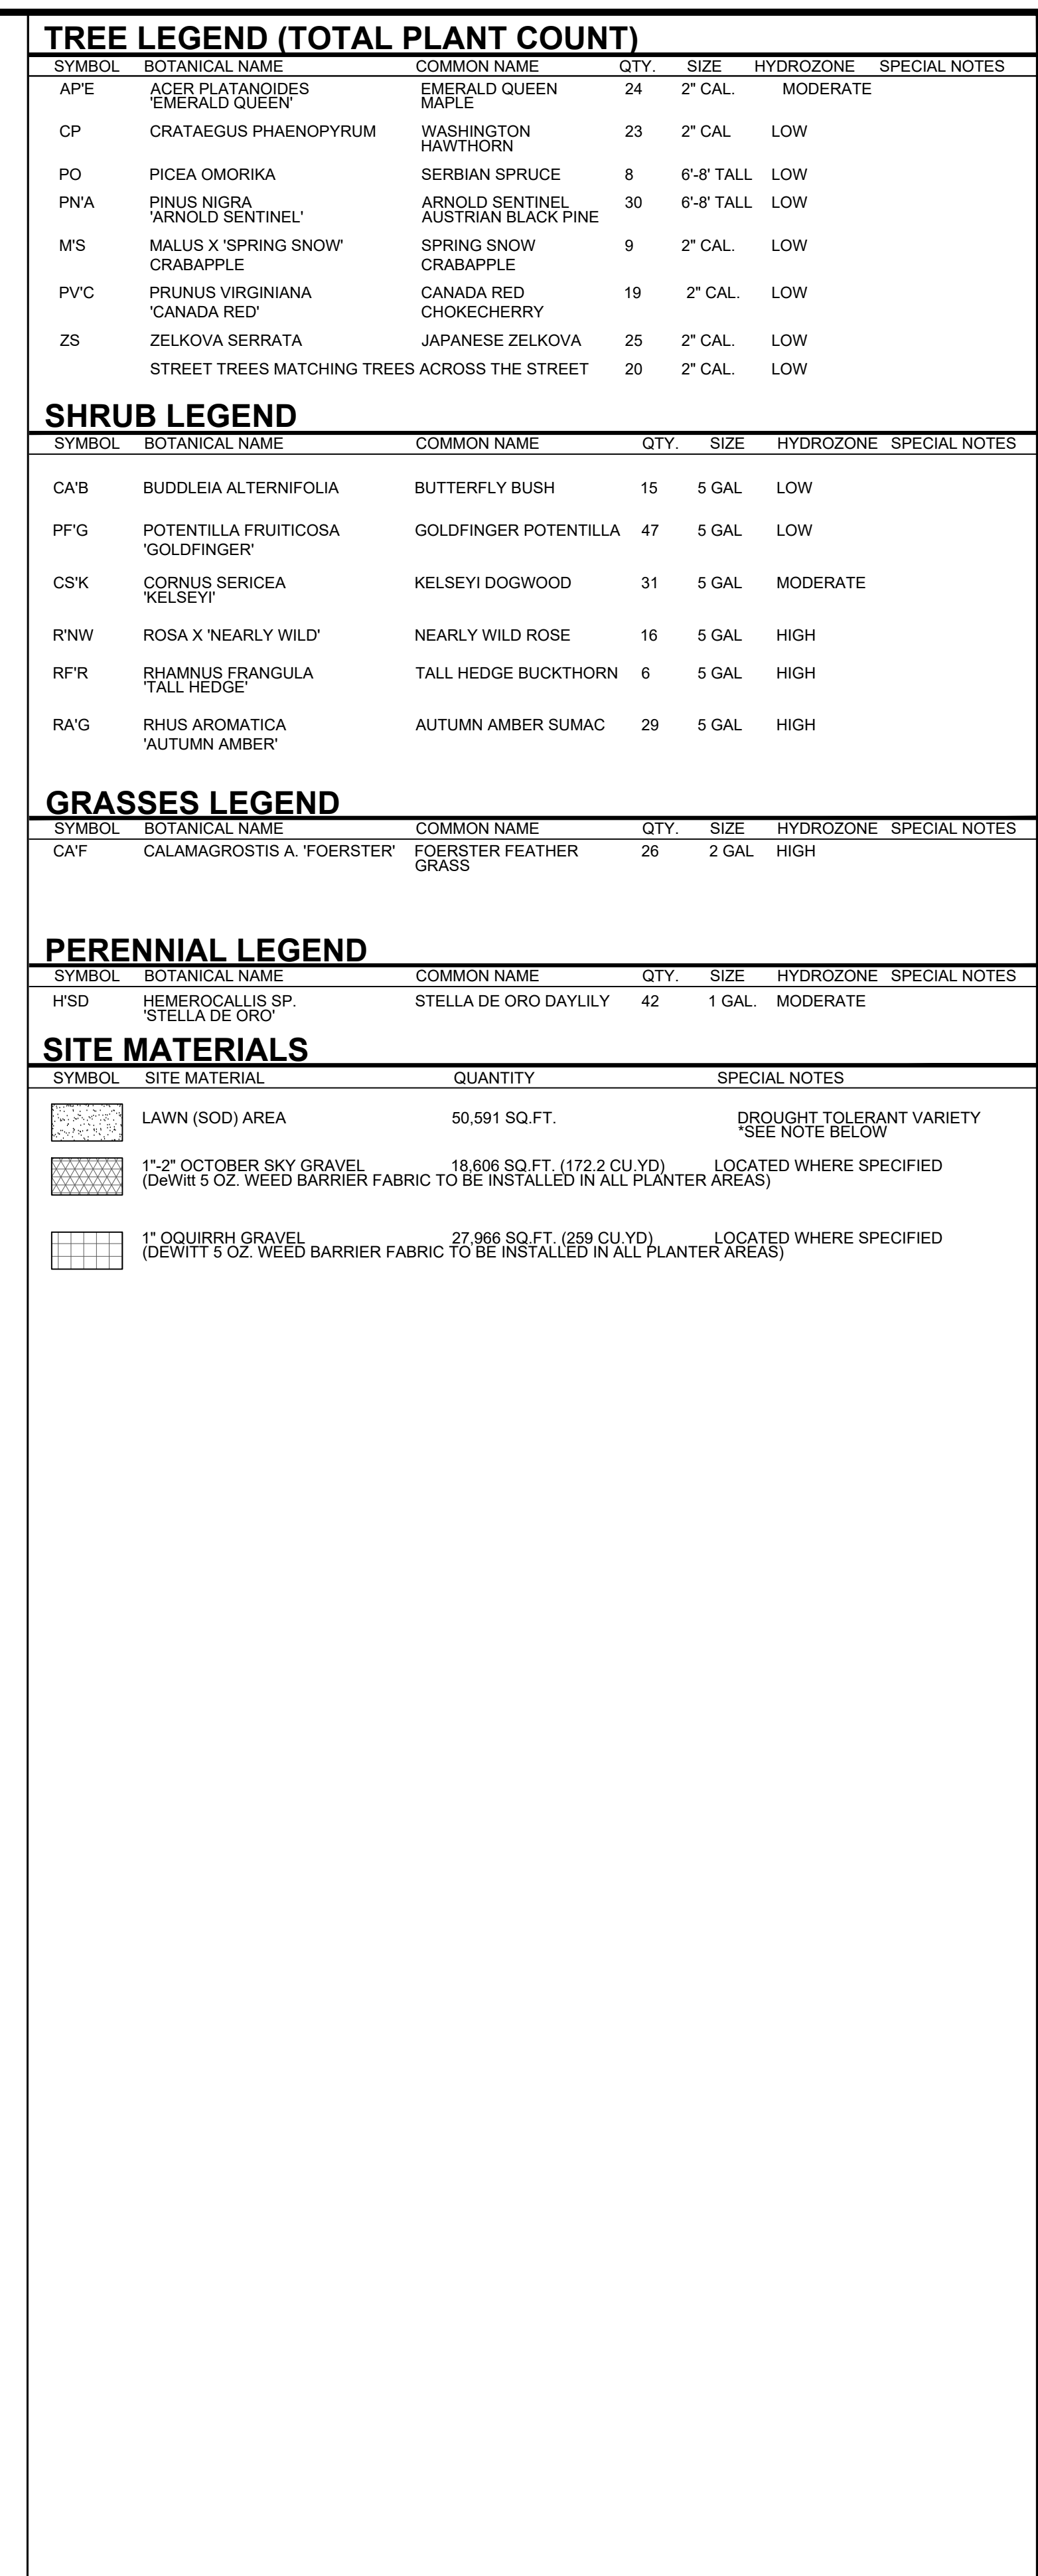 TREE LEGEND (TOTAL PLANT COUNT)
SYMBOL BOTANICAL NAME COMMON NAME QTY. SIZE HYDROZONE SPECIAL NOTES
AP'E ACER PLATANOIDES EMERALD QUEEN 24 2" CAL. MODERATE
'EMERALD QUEEN' MAPLE
CP CRATAEGUS PHAENOPYRUM WASHINGTON 23 2" CAL LOW
HAWTHORN
PO PICEA OMORIKA SERBIAN SPRUCE 8 6'-8' TALL LOW
PN'A PINUS NIGRA ARNOLD SENTINEL 30 6'-8' TALL LOW
'ARNOLD SENTINEL' AUSTRIAN BLACK PINE
M'S MALUS X 'SPRING SNOW' SPRING SNOW 9 2" CAL. LOW
CRABAPPLE CRABAPPLE
PV'C PRUNUS VIRGINIANA CANADA RED 19 2" CAL. LOW
'CANADA RED' CHOKECHERRY
ZS ZELKOVA SERRATA JAPANESE ZELKOVA 25 2" CAL. LOW
STREET TREES MATCHING TREES ACROSS THE STREET 20 2" CAL. LOW
SHRUB LEGEND
SYMBOL BOTANICAL NAME COMMON NAME QTY. SIZE HYDROZONE SPECIAL NOTES
CA'B BUDDLEIA ALTERNIFOLIA BUTTERFLY BUSH 15 5 GAL LOW
PF'G POTENTILLA FRUITICOSA GOLDFINGER POTENTILLA 47 5 GAL LOW
'GOLDFINGER'
CS'K CORNUS SERICEA KELSEYI DOGWOOD 31 5 GAL MODERATE
'KELSEYI'
R'NW ROSA X 'NEARLY WILD' NEARLY WILD ROSE 16 5 GAL HIGH
RF'R RHAMNUS FRANGULA TALL HEDGE BUCKTHORN 6 5 GAL HIGH
'TALL HEDGE'
RA'G RHUS AROMATICA AUTUMN AMBER SUMAC 29 5 GAL HIGH
'AUTUMN AMBER'
GRASSES LEGEND
SYMBOL BOTANICAL NAME COMMON NAME QTY. SIZE HYDROZONE SPECIAL NOTES
CA'F CALAMAGROSTIS A. 'FOERSTER' FOERSTER FEATHER 26 2 GAL HIGH
GRASS
PERENNIAL LEGEND
SYMBOL BOTANICAL NAME COMMON NAME QTY. SIZE HYDROZONE SPECIAL NOTES
H'SD HEMEROCALLIS SP. STELLA DE ORO DAYLILY 42 1 GAL. MODERATE
'STELLA DE ORO'
SITE MATERIALS
SYMBOL SITE MATERIAL QUANTITY SPECIAL NOTES
LAWN (SOD) AREA 50,591 SQ.FT. DROUGHT TOLERANT VARIETY
*SEE NOTE BELOW
1"-2" OCTOBER SKY GRAVEL 18,606 SQ.FT. (172.2 CU.YD) LOCATED WHERE SPECIFIED
(DeWitt 5 OZ. WEED BARRIER FABRIC TO BE INSTALLED IN ALL PLANTER AREAS)
1" OQUIRRH GRAVEL 27,966 SQ.FT. (259 CU.YD) LOCATED WHERE SPECIFIED
(DEWITT 5 OZ. WEED BARRIER FABRIC TO BE INSTALLED IN ALL PLANTER AREAS)